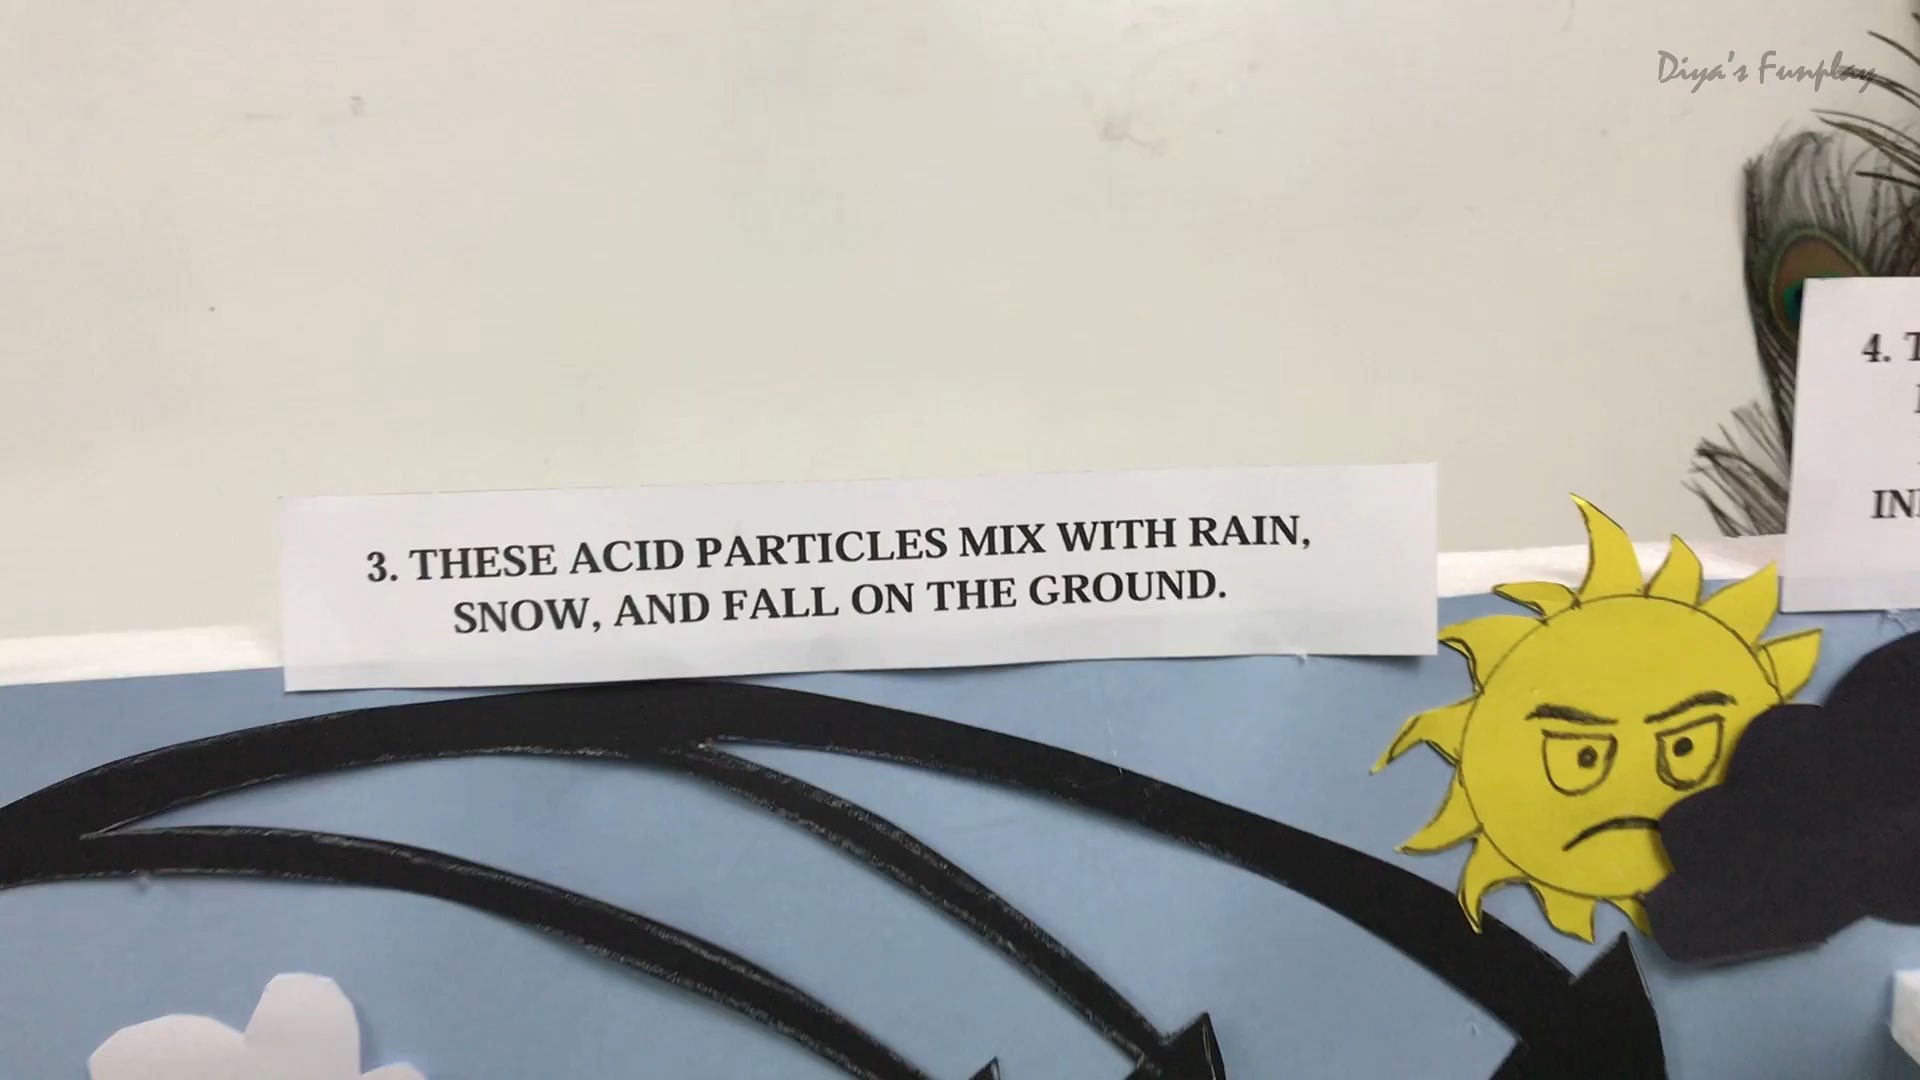 Diya's Funplay
3. THESE ACID PARTICLES MIX WITH RAIN,
SNOW, AND FALL ON THE GROUND.
4.